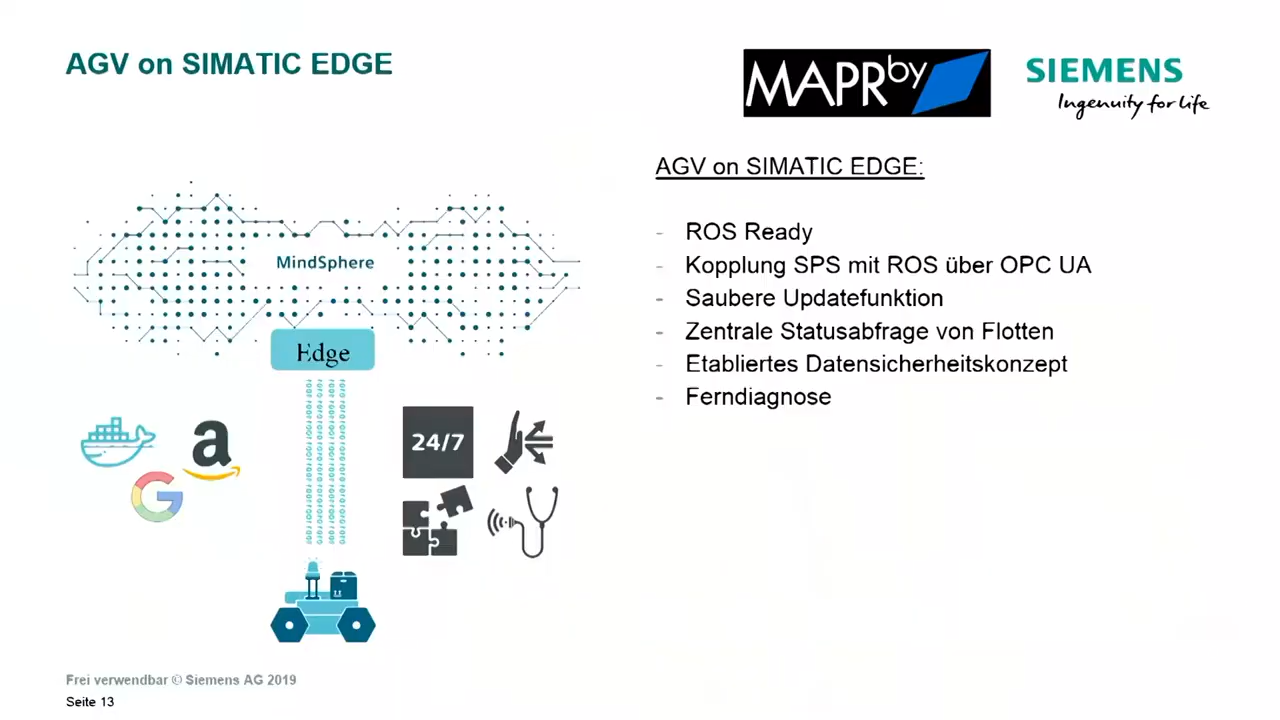 AGV on SIMATIC EDGE
MAPR by
SIEMENS
Ingenuity for life
AGV on SIMATIC EDGE:
- ROS Ready
- Kopplung SPS mit ROS über OPC UA
- Saubere Updatefunktion
- Zentrale Statusabfrage von Flotten
- Etabliertes Datensicherheitskonzept
- Ferndiagnose
MindSphere
Edge
24/7
Frei verwendbar © Siemens AG 2019
Seite 13